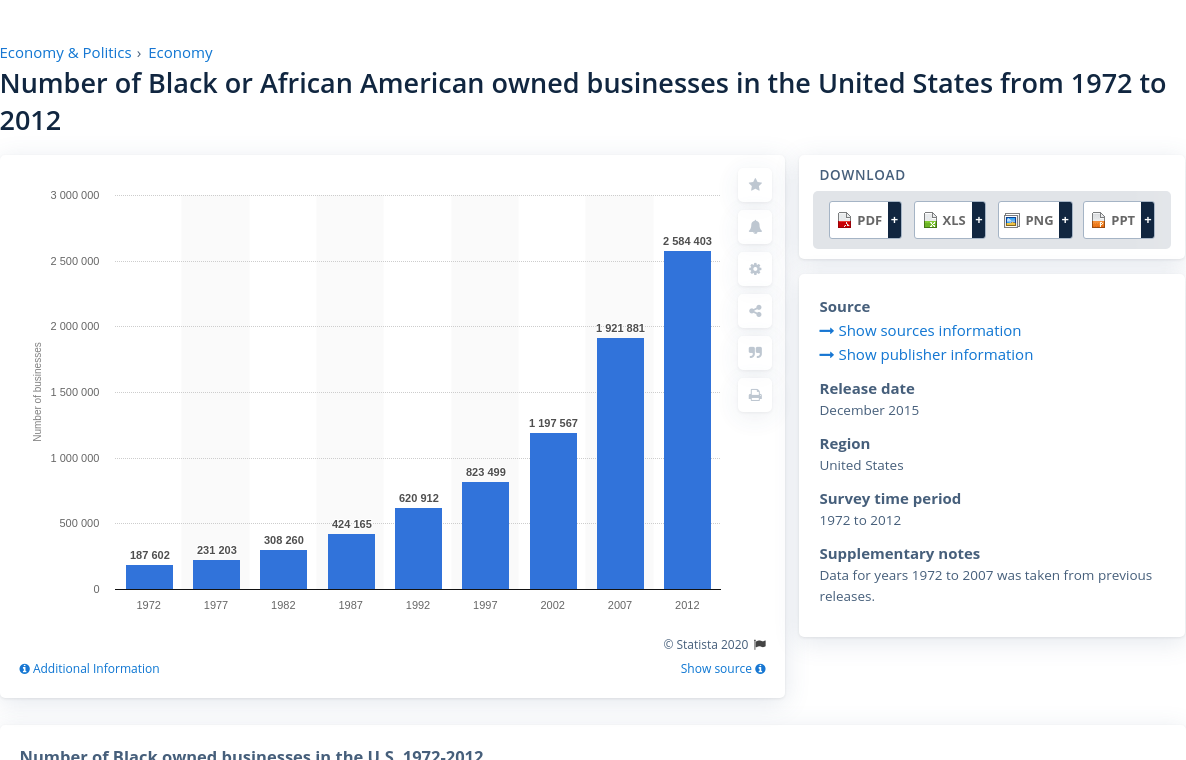 Economy & Politics › Economy
Number of Black or African American owned businesses in the United States from 1972 to
2012
3 000 000
2 500 000
2 000 000
1 500 000
1 000 000
500 000
0
Number of businesses
187 602
231 203
308 260
424 165
620 912
823 499
1 197 567
1 921 881
2 584 403
1972 1977 1982 1987 1992 1997 2002 2007 2012
© Statista 2020
Additional Information
Show source
DOWNLOAD
PDF + XLS + PNG + PPT +
Source
Show sources information
Show publisher information
Release date
December 2015
Region
United States
Survey time period
1972 to 2012
Supplementary notes
Data for years 1972 to 2007 was taken from previous
releases.
Number of Black owned businesses in the U.S. 1972-2012